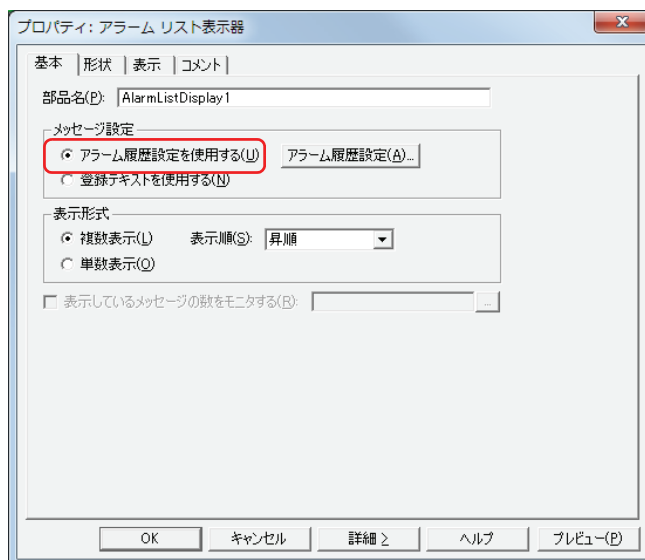 プロパティ: アラーム リスト表示器
基本 形状 表示 コメント
部品名(P): AlarmListDisplay1
メッセージ設定
アラーム履歴設定を使用する(U) アラーム履歴設定(A)...
登録テキストを使用する(N)
表示形式
複数表示(L) 表示順(S): 昇順
単数表示(O)
表示しているメッセージの数をモニタする(R): ...
OK キャンセル 詳細 ≥ ヘルプ プレビュー(P)